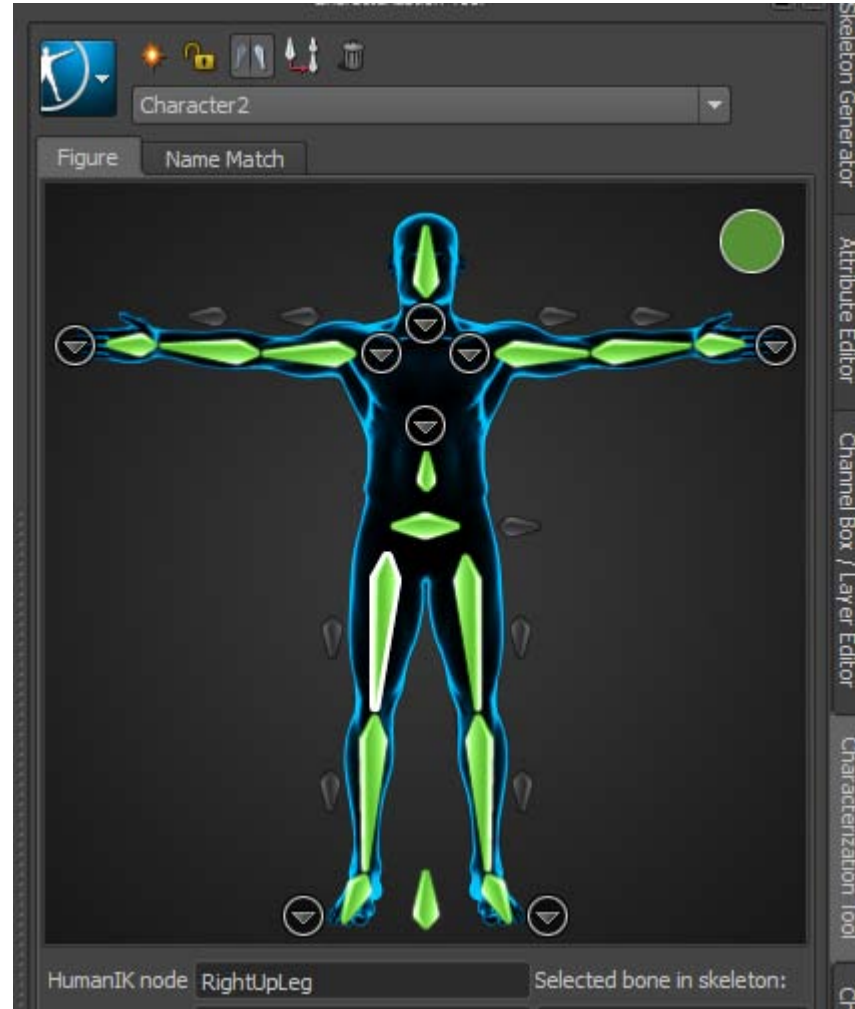 Character2
Figure
Name Match
HumanIK node
RightUpLeg
Selected bone in skeleton:
Skeleton Generator
Attribute Editor
Channel Box / Layer Editor
Characterization Tool